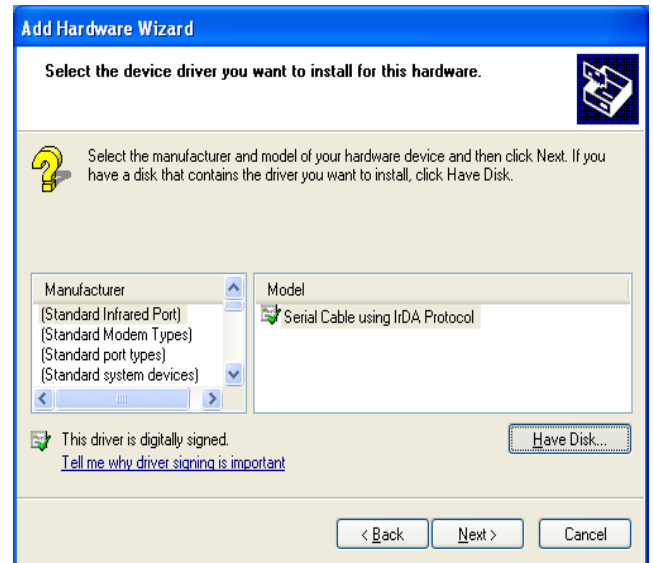 Add Hardware Wizard
Select the device driver you want to install for this hardware.
Select the manufacturer and model of your hardware device and then click Next. If you
have a disk that contains the driver you want to install, click Have Disk.
Manufacturer
(Standard Infrared Port)
(Standard Modem Types)
(Standard port types)
(Standard system devices)
Model
Serial Cable using IrDA Protocol
This driver is digitally signed.
Tell me why driver signing is important
Have Disk...
< Back
Next >
Cancel